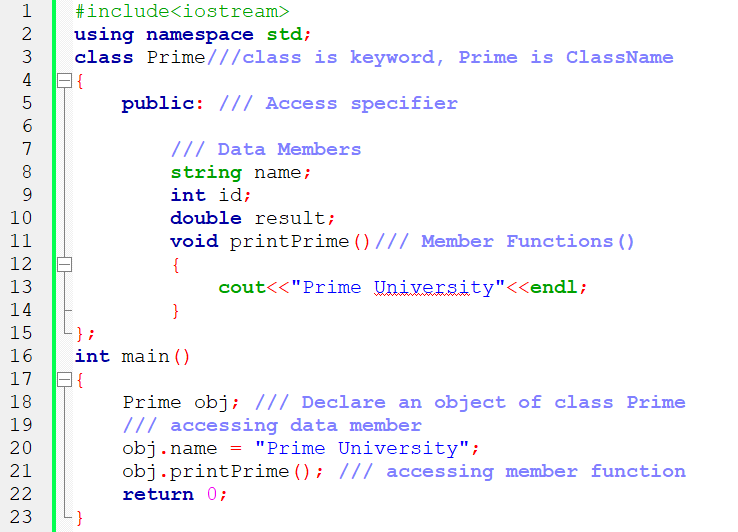 1 #include<iostream>
2 using namespace std;
3 class Prime///class is keyword, Prime is ClassName
4 {
5 public: /// Access specifier
6
7 /// Data Members
8 string name;
9 int id;
10 double result;
11 void printPrime()/// Member Functions()
12 {
13 cout<<"Prime University"<<endl;
14 }
15 };
16 int main()
17 {
18 Prime obj; /// Declare an object of class Prime
19 /// accessing data member
20 obj.name = "Prime University";
21 obj.printPrime(); /// accessing member function
22 return 0;
23 }